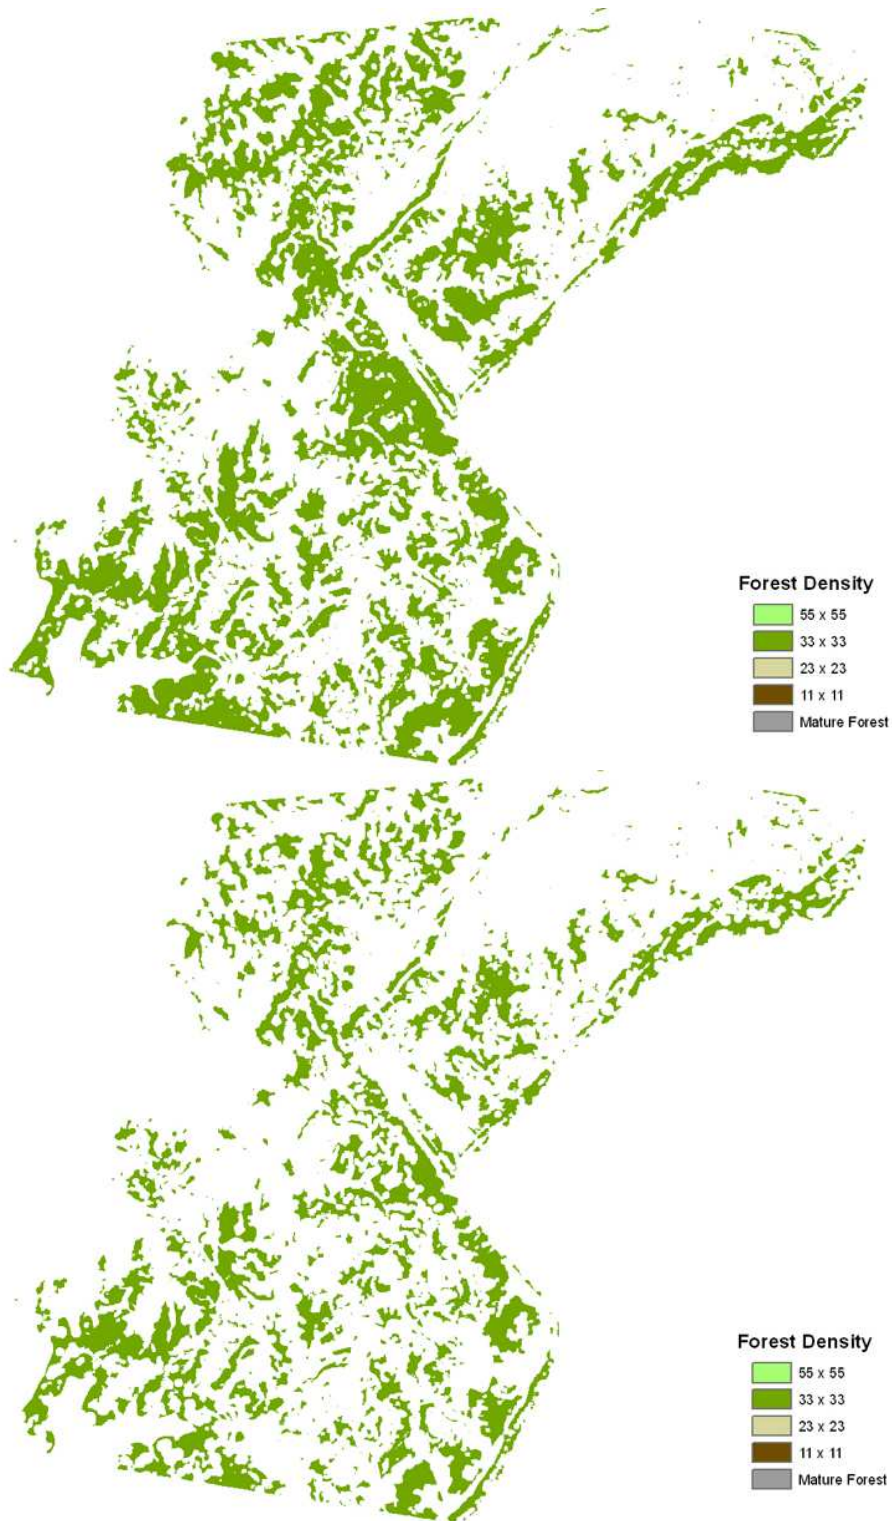 Forest Density
55 x 55
33 x 33
23 x 23
11 x 11
Mature Forest
Forest Density
55 x 55
33 x 33
23 x 23
11 x 11
Mature Forest